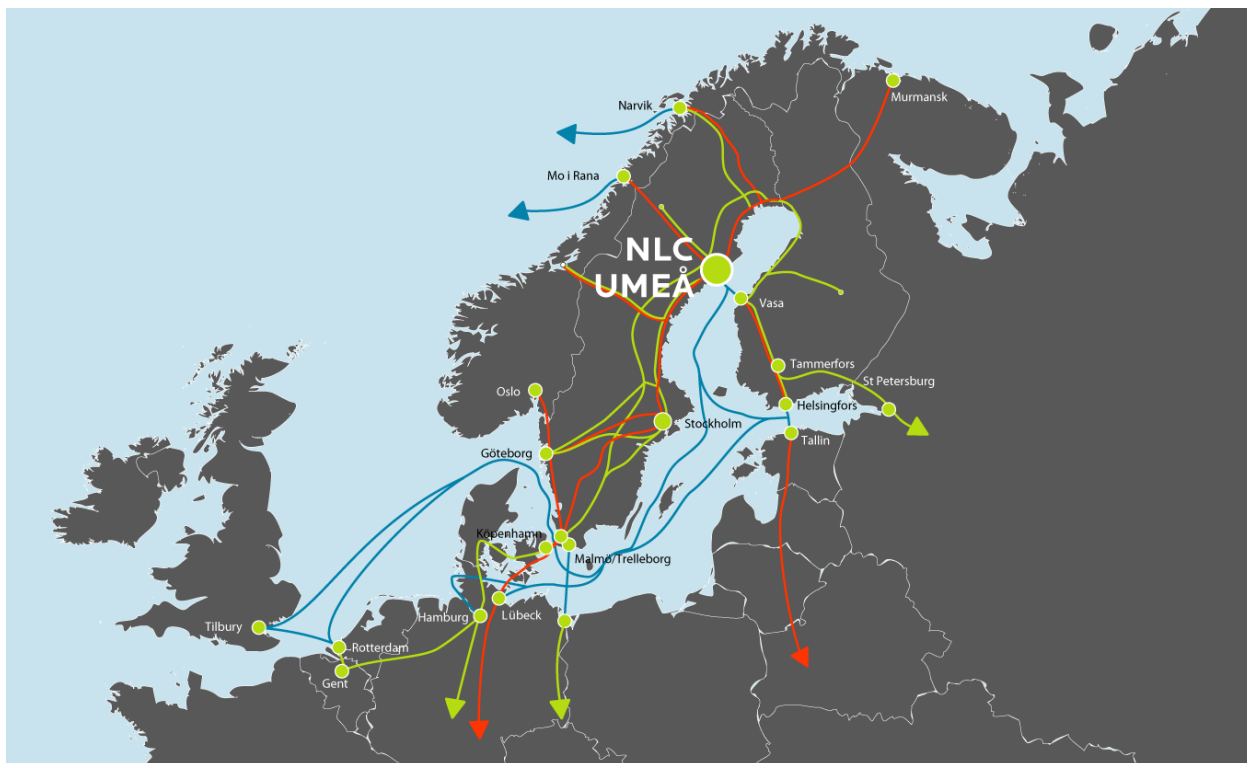 Murmansk
Narvik
Mo i Rana
NLC
UMEÅ
Vasa
Tammerfors
St Petersburg
Oslo
Helsingfors
Stockholm
Tallin
Göteborg
Köpenhamn
Malmö/Trelleborg
Hamburg
Lübeck
Tilbury
Rotterdam
Gent